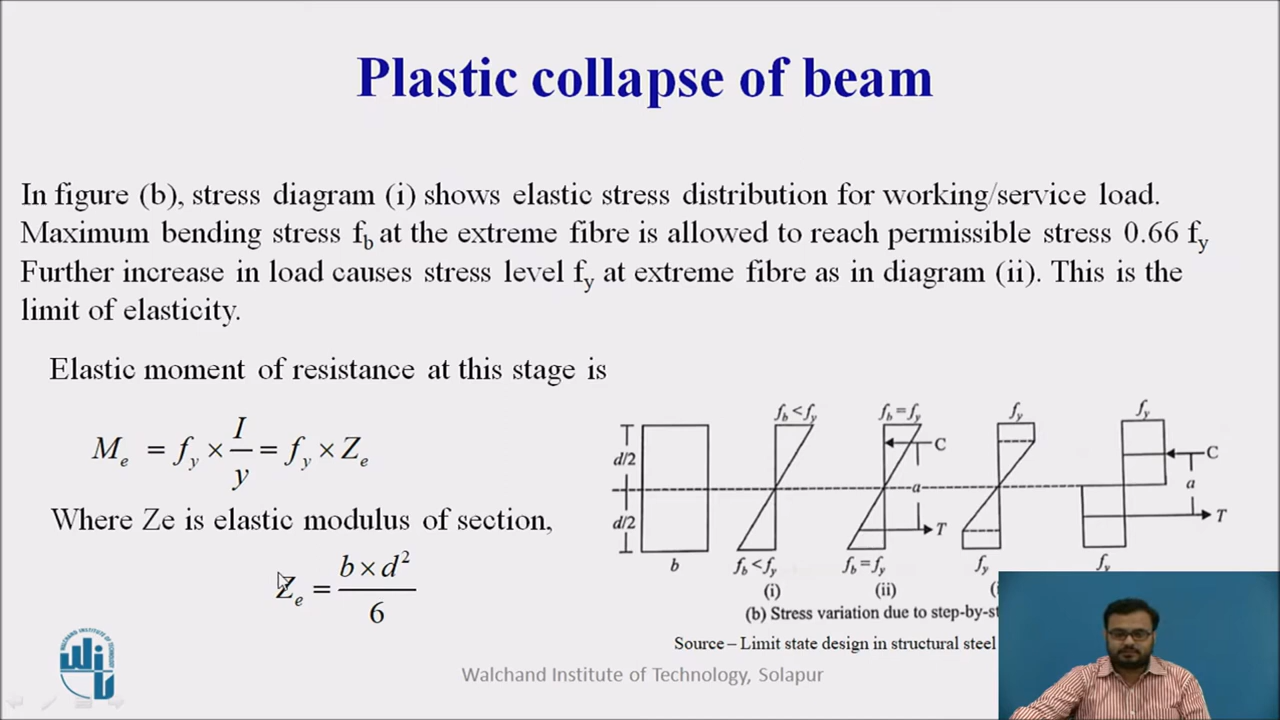 Plastic collapse of beam
In figure (b), stress diagram (i) shows elastic stress distribution for working/service load.
Maximum bending stress f_b at the extreme fibre is allowed to reach permissible stress 0.66 f_y
Further increase in load causes stress level f_y at extreme fibre as in diagram (ii). This is the
limit of elasticity.
Elastic moment of resistance at this stage is
M_e = f_y × I/y = f_y × Z_e
Where Ze is elastic modulus of section,
Z_e = b × d²/6
f_b < f_y f_b = f_y f_y f_y
d/2 C C
a a
d/2 T T
b f_b < f_y f_b = f_y f_y f_y
(i) (ii)
(b) Stress variation due to step-by-st
Source – Limit state design in structural steel
Walchand Institute of Technology, Solapur